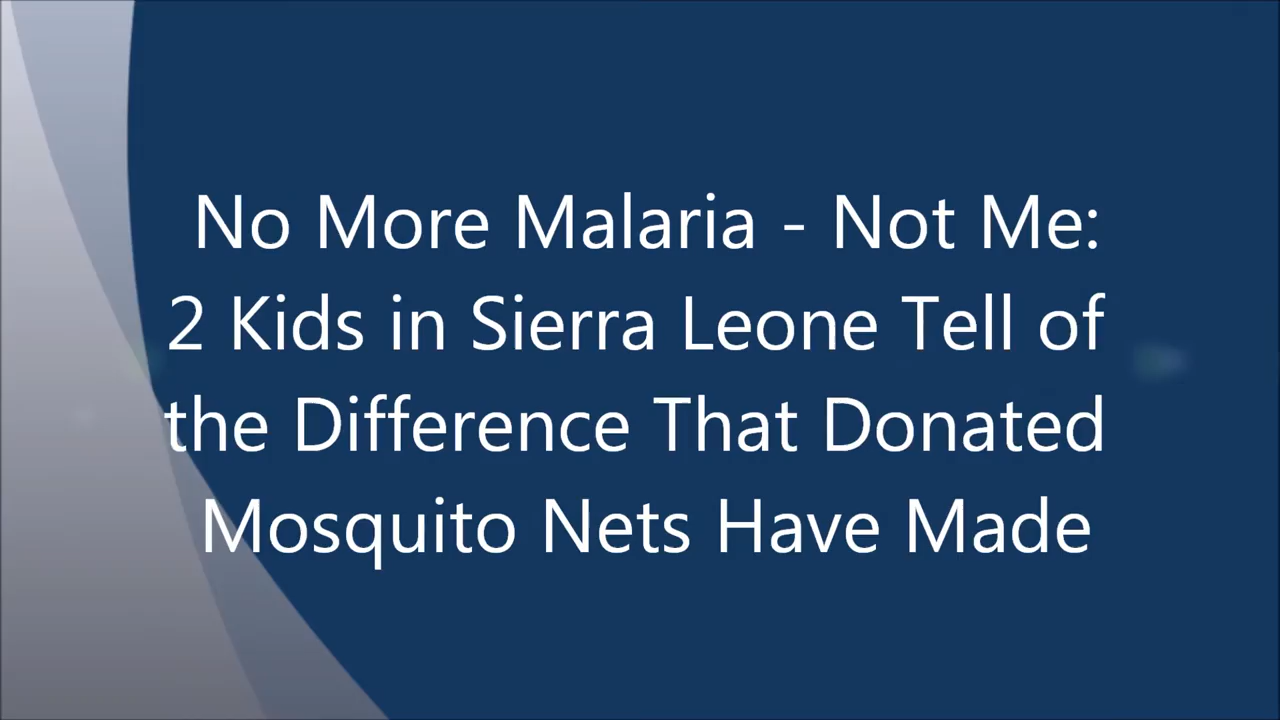 No More Malaria - Not Me:
2 Kids in Sierra Leone Tell of
the Difference That Donated
Mosquito Nets Have Made